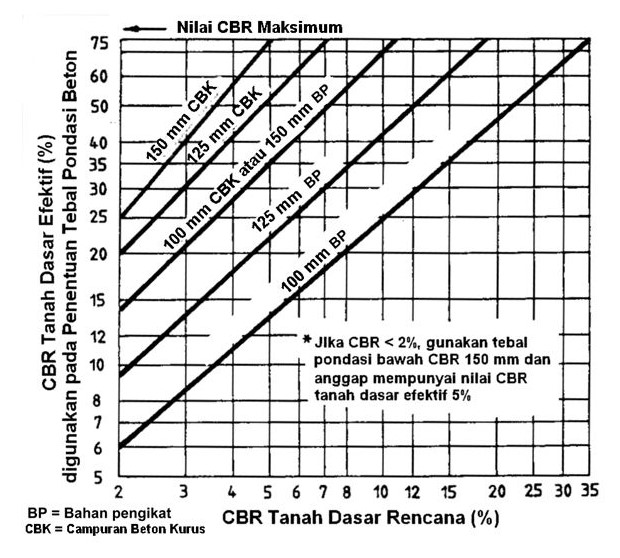 Nilai CBR Maksimum
CBR Tanah Dasar Efektif (%)
digunakan pada Penentuan Tebal Pondasi Beton
75
60
50
40
35
30
25
20
15
12
10
8
7
6
5
150 mm CBK
125 mm CBK
100 mm CBK atau 150 mm BP
125 mm BP
100 mm BP
* JIka CBR < 2%, gunakan tebal
pondasi bawah CBR 150 mm dan
anggap mempunyai nilai CBR
tanah dasar efektif 5%
2 3 4 5 6 7 8 10 12 15 20 25 30 35
BP = Bahan pengikat
CBK = Campuran Beton Kurus
CBR Tanah Dasar Rencana (%)